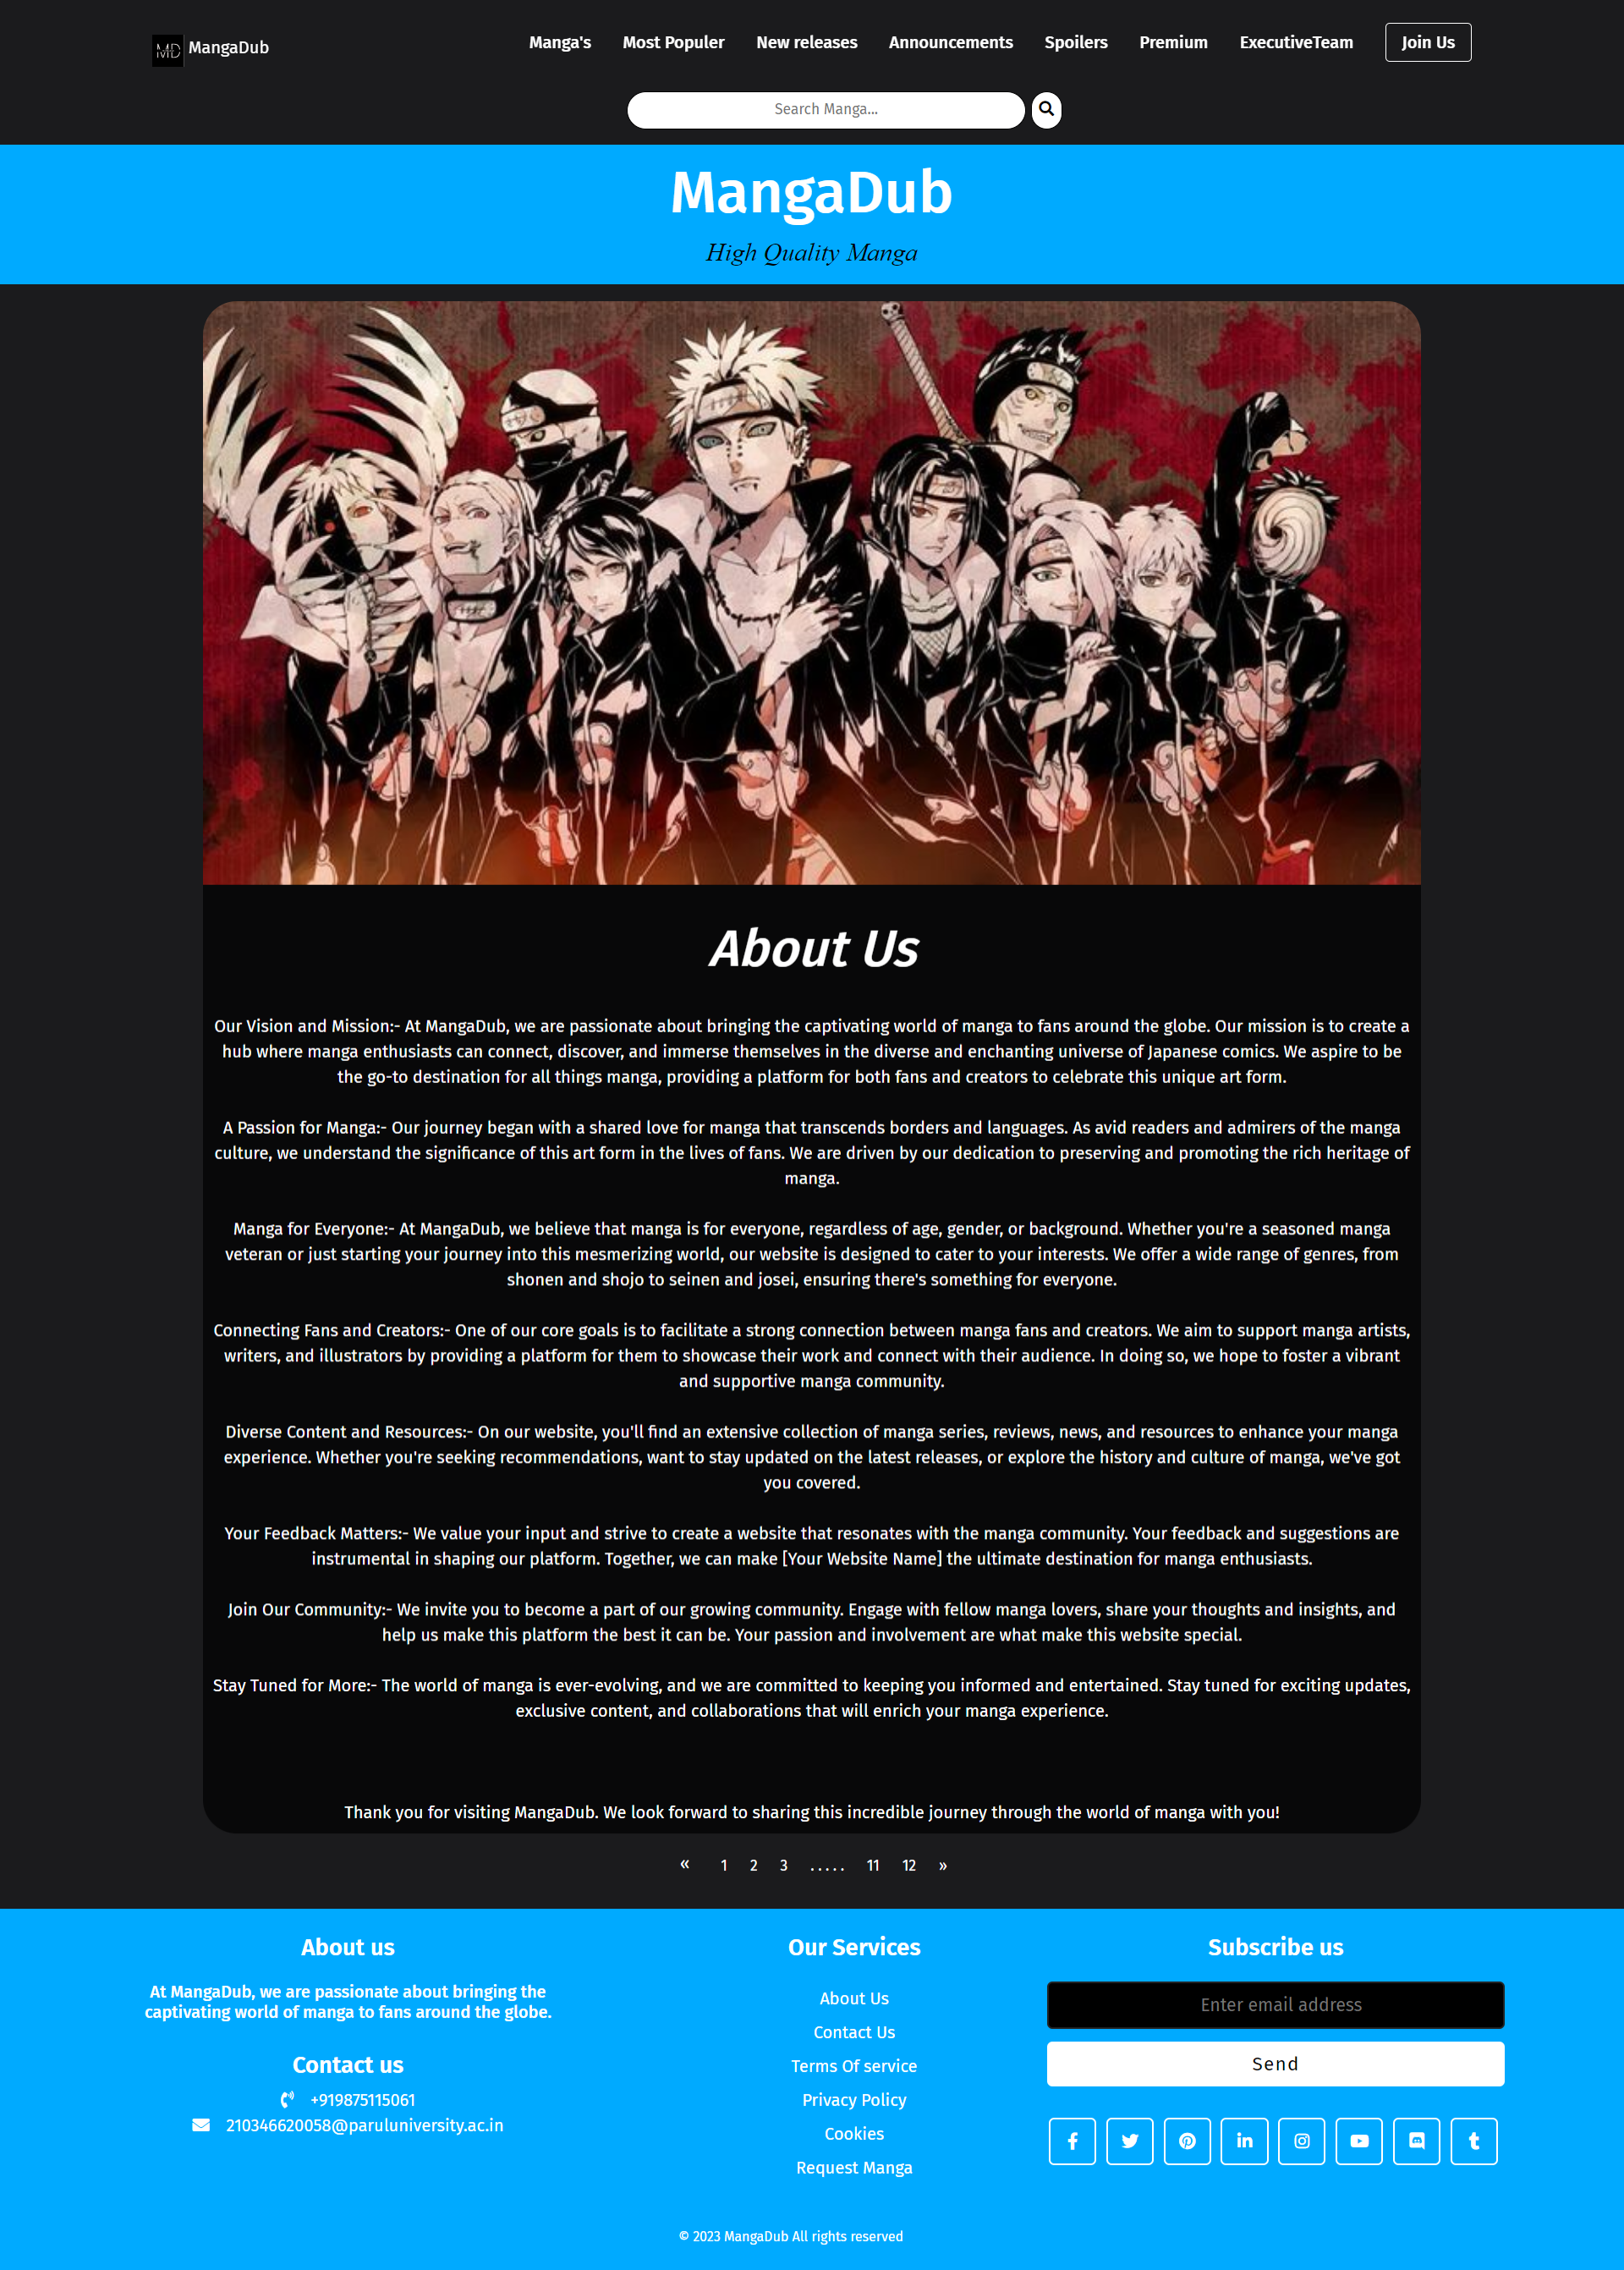 MD MangaDub
Manga's Most Populer New releases Announcements Spoilers Premium ExecutiveTeam Join Us
Search Manga...
MangaDub
High Quality Manga
About Us
Our Vision and Mission:- At MangaDub, we are passionate about bringing the captivating world of manga to fans around the globe. Our mission is to create a
hub where manga enthusiasts can connect, discover, and immerse themselves in the diverse and enchanting universe of Japanese comics. We aspire to be
the go-to destination for all things manga, providing a platform for both fans and creators to celebrate this unique art form.
A Passion for Manga:- Our journey began with a shared love for manga that transcends borders and languages. As avid readers and admirers of the manga
culture, we understand the significance of this art form in the lives of fans. We are driven by our dedication to preserving and promoting the rich heritage of
manga.
Manga for Everyone:- At MangaDub, we believe that manga is for everyone, regardless of age, gender, or background. Whether you're a seasoned manga
veteran or just starting your journey into this mesmerizing world, our website is designed to cater to your interests. We offer a wide range of genres, from
shonen and shojo to seinen and josei, ensuring there's something for everyone.
Connecting Fans and Creators:- One of our core goals is to facilitate a strong connection between manga fans and creators. We aim to support manga artists,
writers, and illustrators by providing a platform for them to showcase their work and connect with their audience. In doing so, we hope to foster a vibrant
and supportive manga community.
Diverse Content and Resources:- On our website, you'll find an extensive collection of manga series, reviews, news, and resources to enhance your manga
experience. Whether you're seeking recommendations, want to stay updated on the latest releases, or explore the history and culture of manga, we've got
you covered.
Your Feedback Matters:- We value your input and strive to create a website that resonates with the manga community. Your feedback and suggestions are
instrumental in shaping our platform. Together, we can make [Your Website Name] the ultimate destination for manga enthusiasts.
Join Our Community:- We invite you to become a part of our growing community. Engage with fellow manga lovers, share your thoughts and insights, and
help us make this platform the best it can be. Your passion and involvement are what make this website special.
Stay Tuned for More:- The world of manga is ever-evolving, and we are committed to keeping you informed and entertained. Stay tuned for exciting updates,
exclusive content, and collaborations that will enrich your manga experience.
Thank you for visiting MangaDub. We look forward to sharing this incredible journey through the world of manga with you!
« 1 2 3 . . . . . 11 12 »
About us
At MangaDub, we are passionate about bringing the
captivating world of manga to fans around the globe.
Contact us
+919875115061
210346620058@paruluniversity.ac.in
Our Services
About Us
Contact Us
Terms Of service
Privacy Policy
Cookies
Request Manga
Subscribe us
Enter email address
Send
© 2023 MangaDub All rights reserved